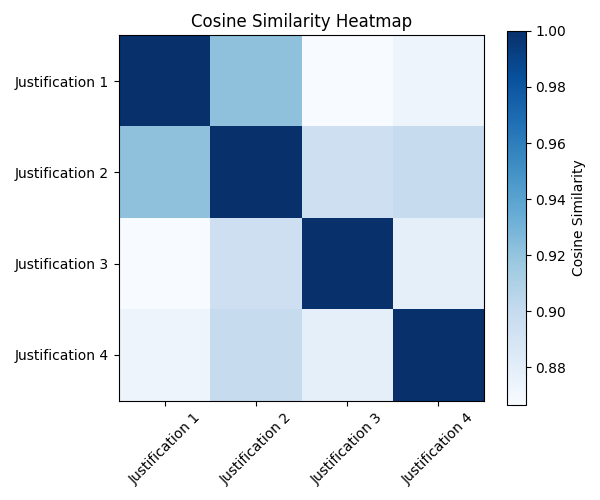 Cosine Similarity Heatmap
Justification 1
Justification 2
Justification 3
Justification 4
Justification 1
Justification 2
Justification 3
Justification 4
1.00
0.98
0.96
0.94
0.92
0.90
0.88
Cosine Similarity